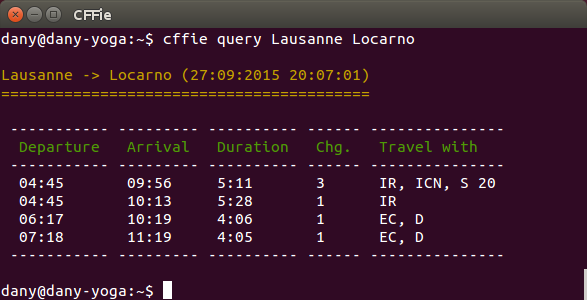 CFFie
dany@dany-yoga:~$ cffie query Lausanne Locarno
Lausanne -> Locarno (27:09:2015 20:07:01)
=========================================
----------- --------- ---------- ------ ---------------
Departure Arrival Duration Chg. Travel with
----------- --------- ---------- ------ ---------------
04:45 09:56 5:11 3 IR, ICN, S 20
04:45 10:13 5:28 1 IR
06:17 10:19 4:06 1 EC, D
07:18 11:19 4:05 1 EC, D
----------- --------- ---------- ------ ---------------
dany@dany-yoga:~$